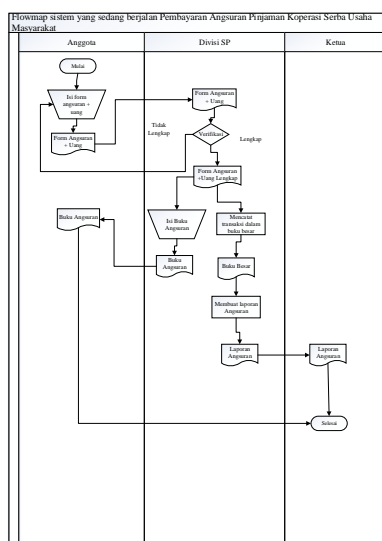 Flowmap sistem yang sedang berjalan Pembayaran Angsuran Pinjaman Koperasi Serba Usaha
Masyarakat
Anggota
Divisi SP
Ketua
Mulai
Isi form
angsuran +
uang
Form Angsuran
+ Uang
Form Angsuran
+ Uang
Tidak
Lengkap
Verifikasi
Lengkap
Form Angsuran
+Uang Lengkap
Buku Angsuran
Isi Buku
Angsuran
Mencatat
transaksi dalam
buku besar
Buku
Angsuran
Buku Besar
Membuat laporan
Angsuran
Laporan
Angsuran
Laporan
Angsuran
Selesai